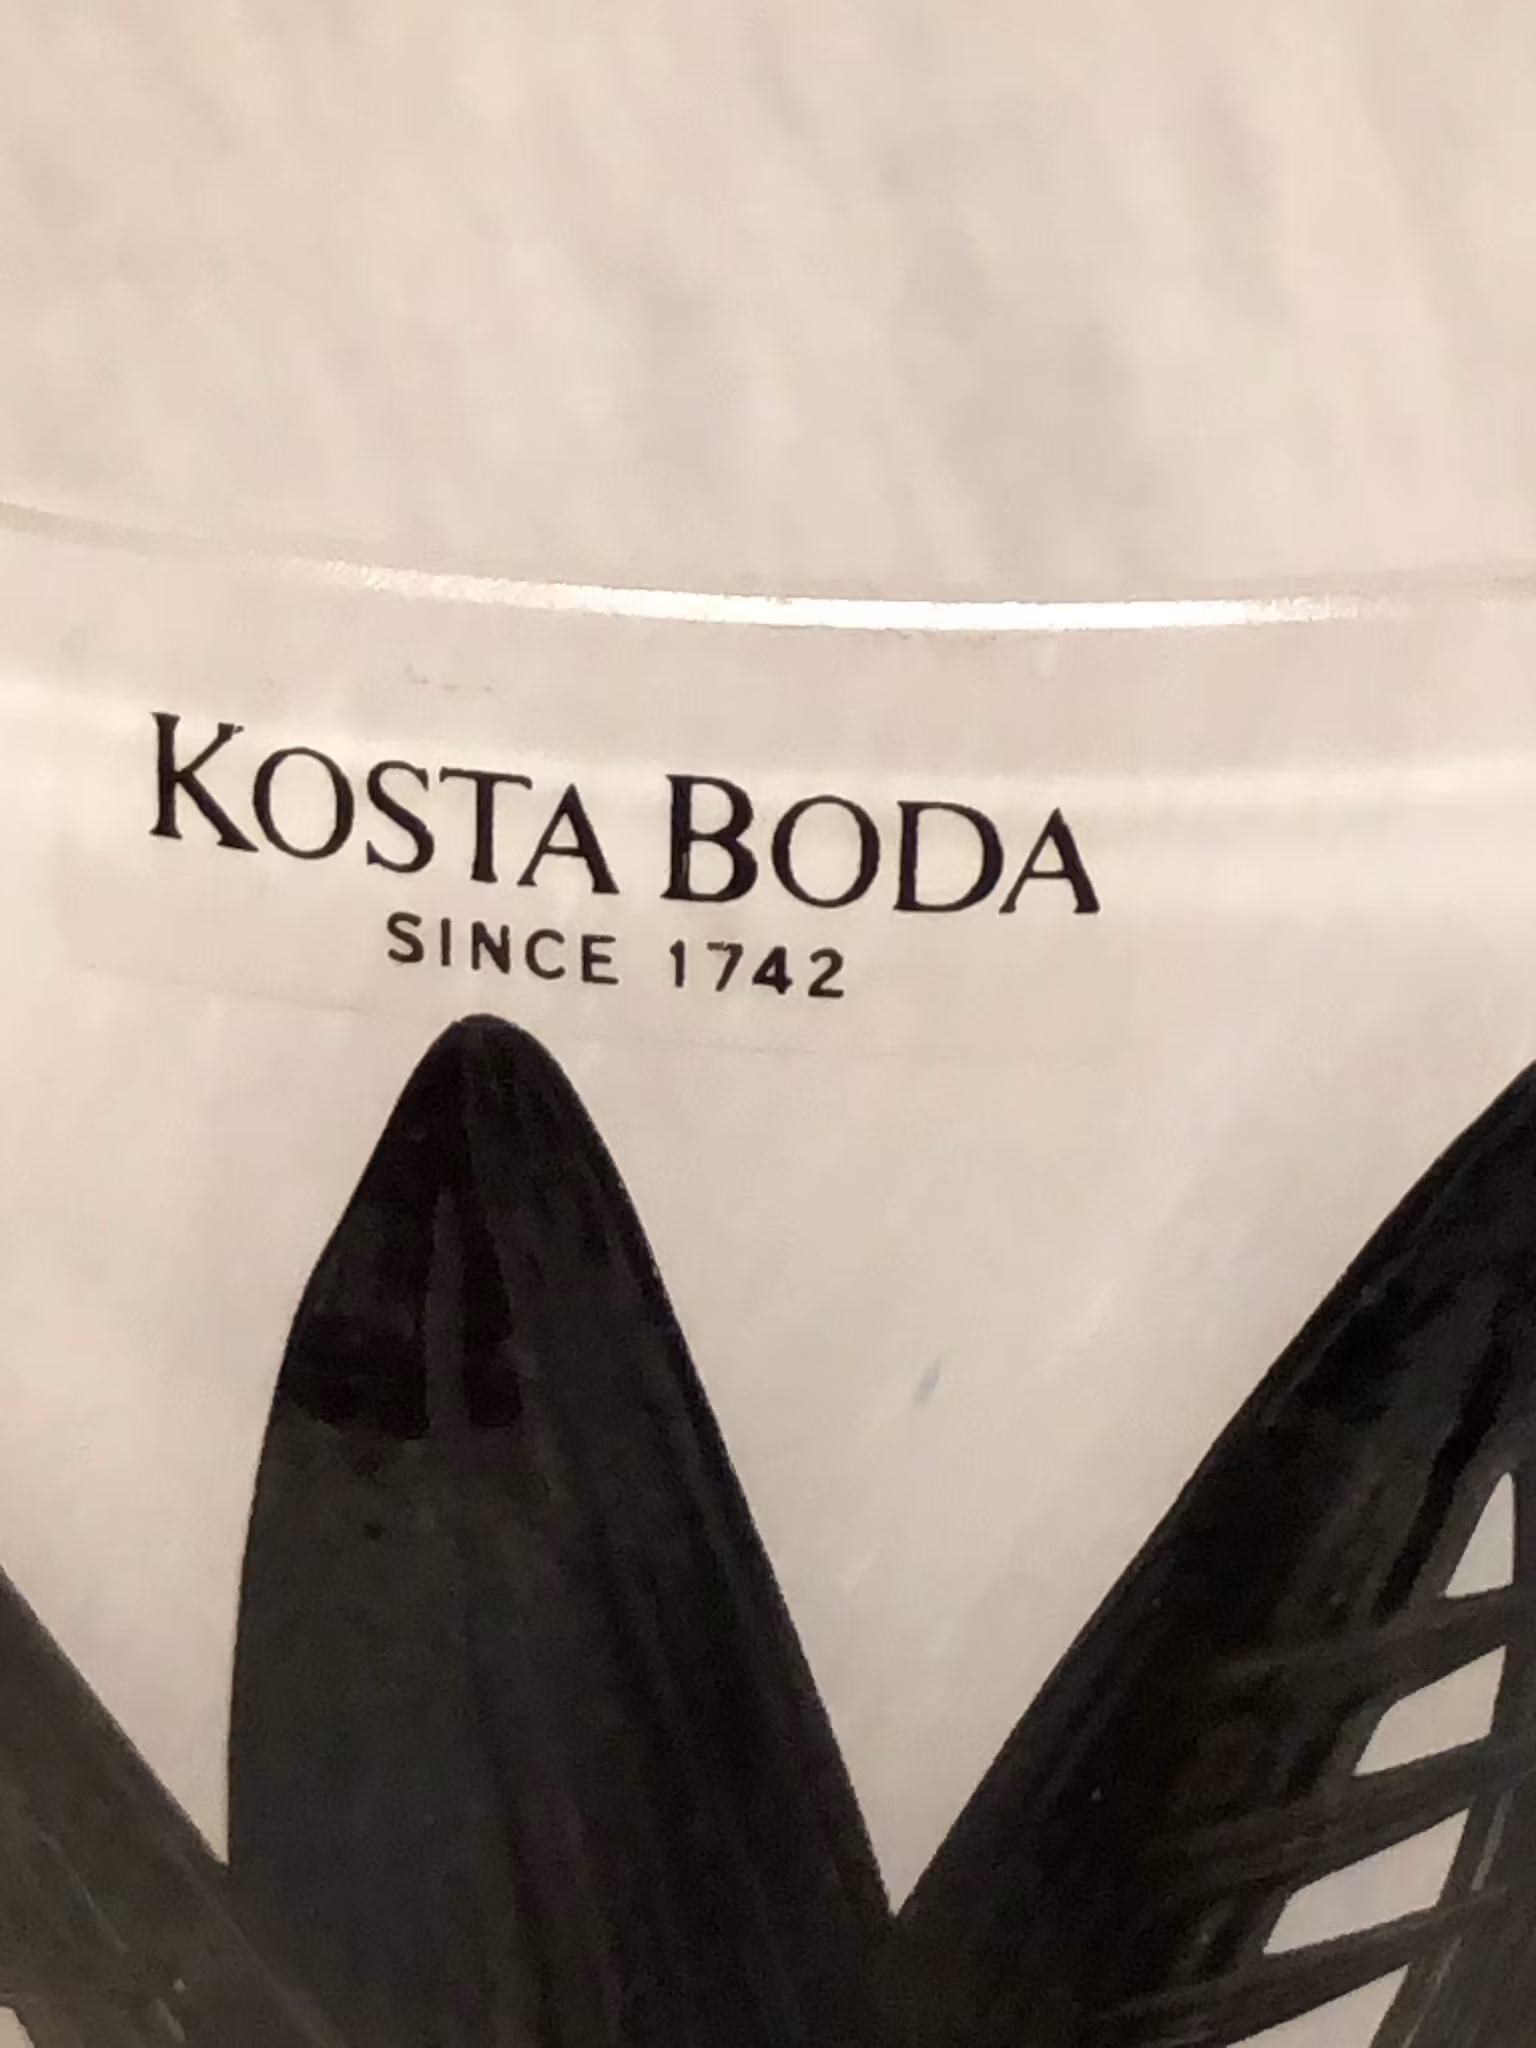 KOSTA BODA
SINCE 1742